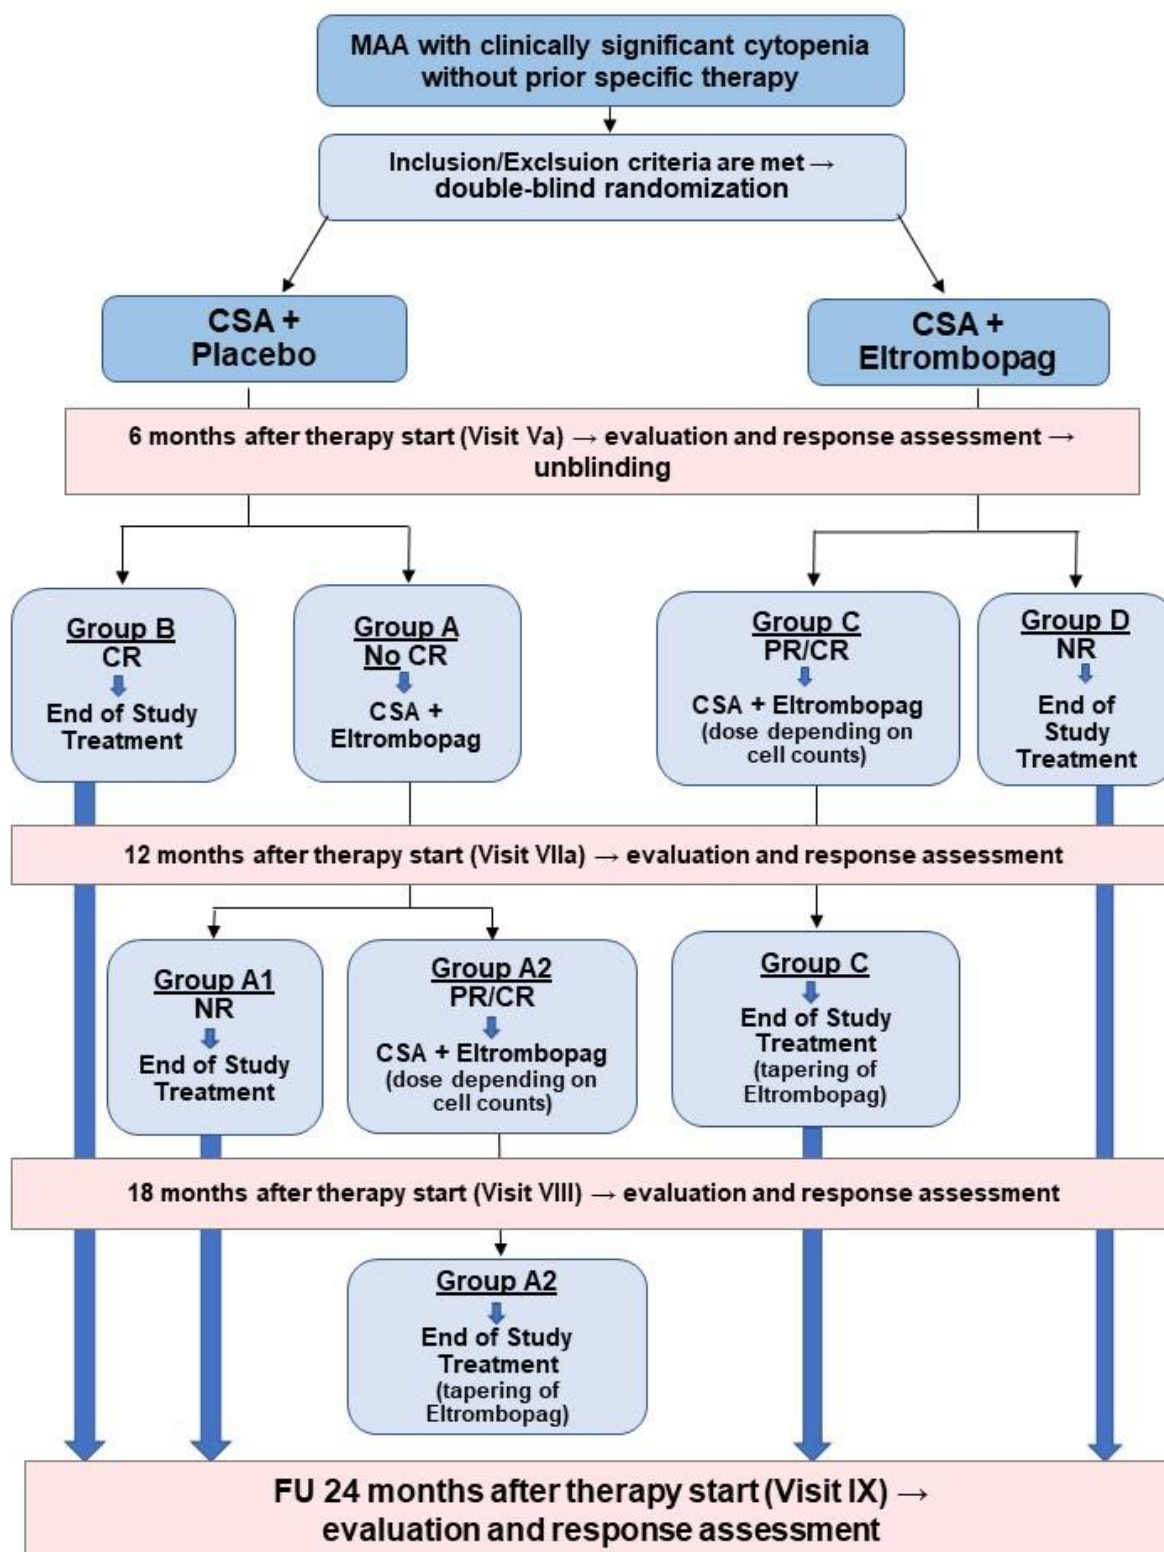 MAA with clinically significant cytopenia
without prior specific therapy
Inclusion/Exclsuion criteria are met →
double-blind randomization
CSA +
Placebo
CSA +
Eltrombopag
6 months after therapy start (Visit Va) → evaluation and response assessment →
unblinding
Group B
CR
End of Study
Treatment
Group A
No CR
CSA +
Eltrombopag
Group C
PR/CR
CSA + Eltrombopag
(dose depending on
cell counts)
Group D
NR
End of
Study
Treatment
12 months after therapy start (Visit VIIa) → evaluation and response assessment
Group A1
NR
End of Study
Treatment
Group A2
PR/CR
CSA + Eltrombopag
(dose depending on
cell counts)
Group C
End of Study
Treatment
(tapering of
Eltrombopag)
18 months after therapy start (Visit VIII) → evaluation and response assessment
Group A2
End of Study
Treatment
(tapering of
Eltrombopag)
FU 24 months after therapy start (Visit IX) →
evaluation and response assessment